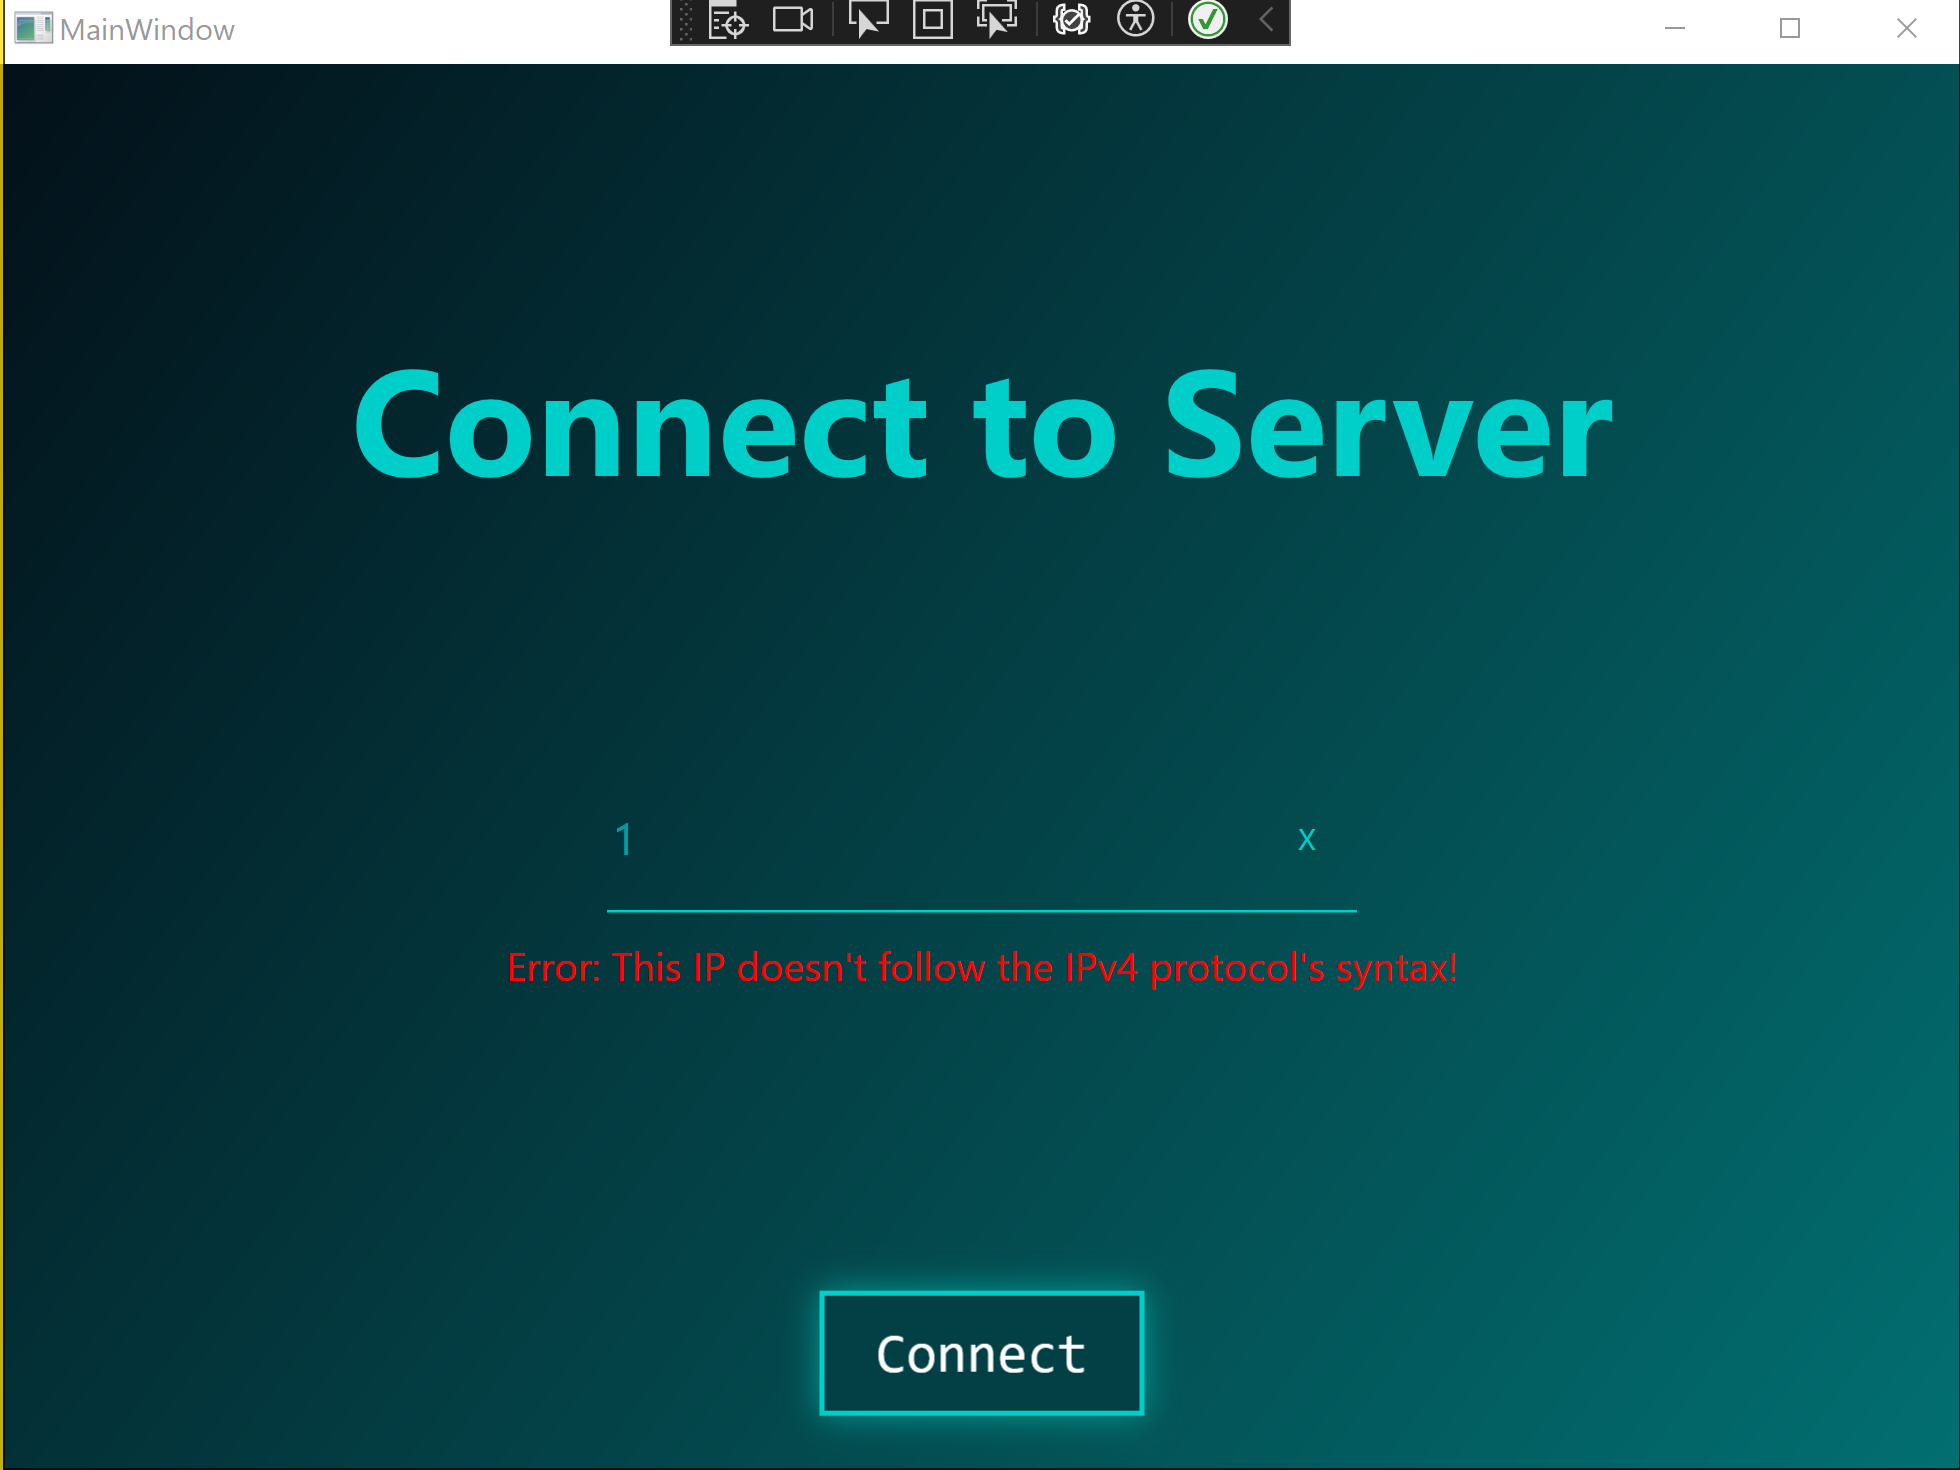 MainWindow
Connect to Server
1 x
Error: This IP doesn't follow the IPv4 protocol's syntax!
Connect